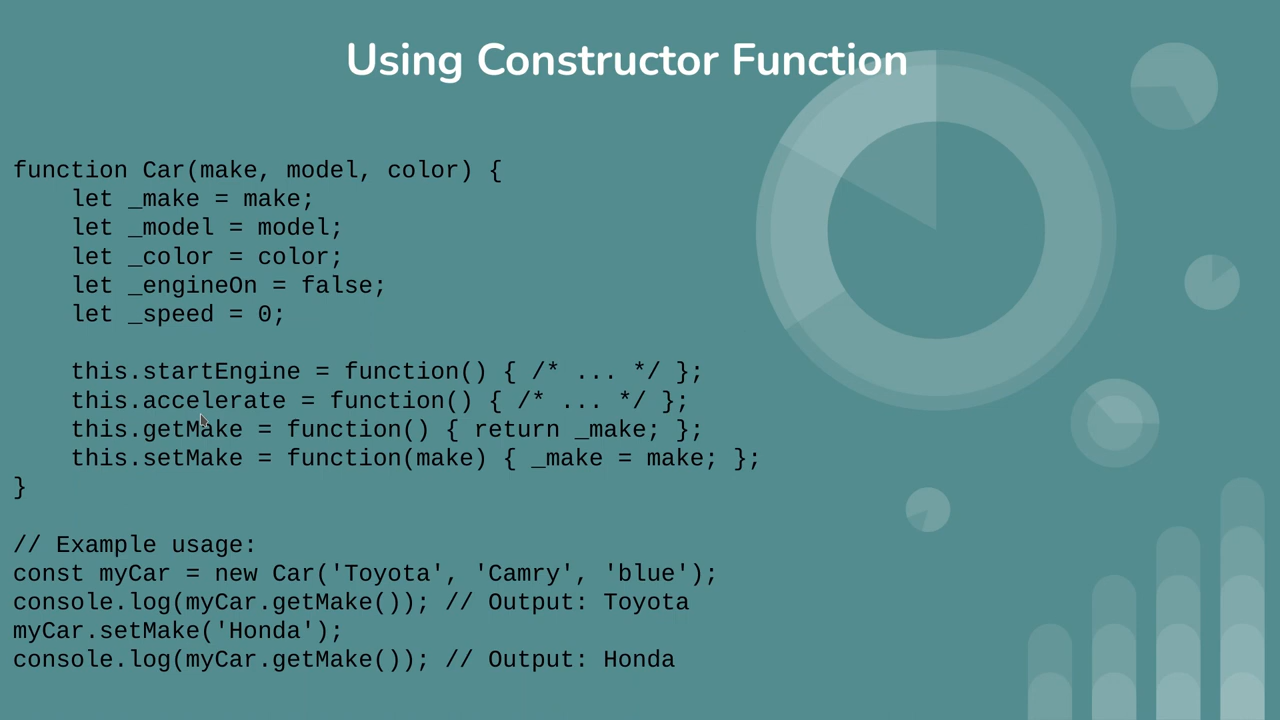 Using Constructor Function
function Car(make, model, color) {
    let _make = make;
    let _model = model;
    let _color = color;
    let _engineOn = false;
    let _speed = 0;
    this.startEngine = function() { /* ... */ };
    this.accelerate = function() { /* ... */ };
    this.getMake = function() { return _make; };
    this.setMake = function(make) { _make = make; };
}
// Example usage:
const myCar = new Car('Toyota', 'Camry', 'blue');
console.log(myCar.getMake()); // Output: Toyota
myCar.setMake('Honda');
console.log(myCar.getMake()); // Output: Honda